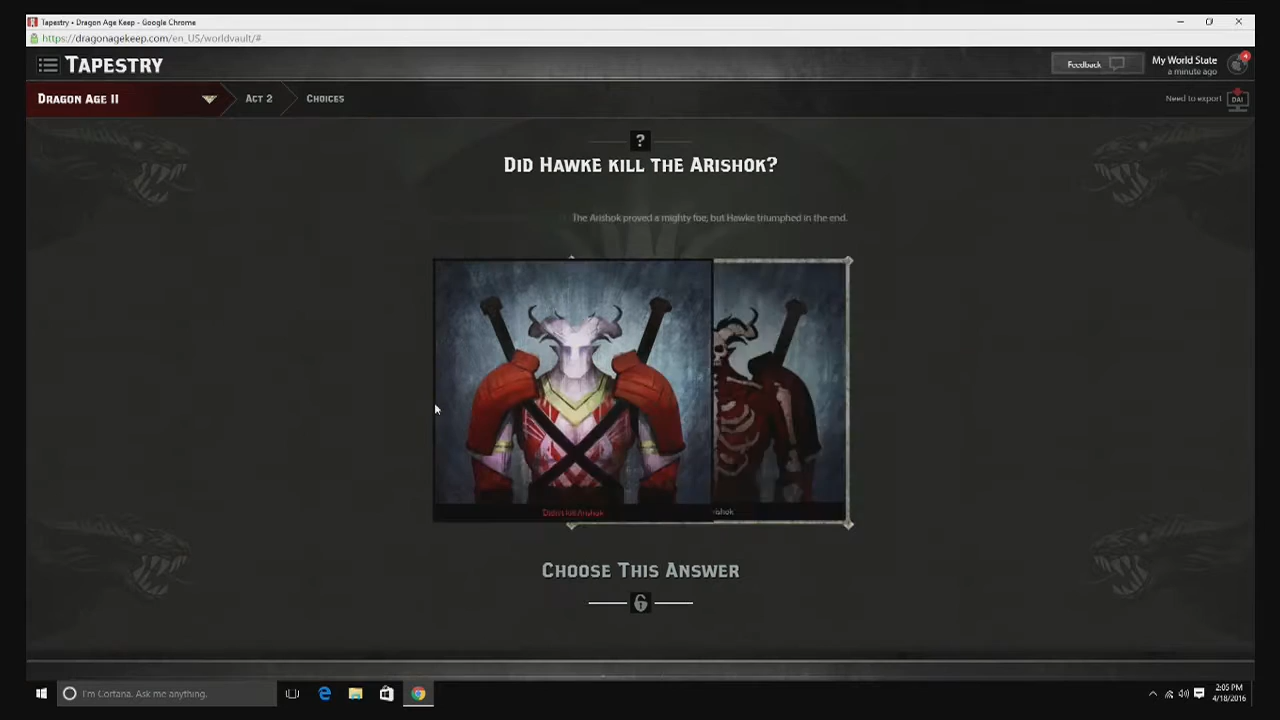 Tapestry • Dragon Age Keep - Google Chrome
https://dragonagekeep.com/en_US/worldvault/#
TAPESTRY
Feedback
My World State
a minute ago
4
DRAGON AGE II
ACT 2
CHOICES
Need to export
DAI
?
DID HAWKE KILL THE ARISHOK?
The Arishok proved a mighty foe, but Hawke triumphed in the end.
Didn't kill Arishok
rishok
CHOOSE THIS ANSWER
I'm Cortana. Ask me anything.
2:05 PM
4/18/2016